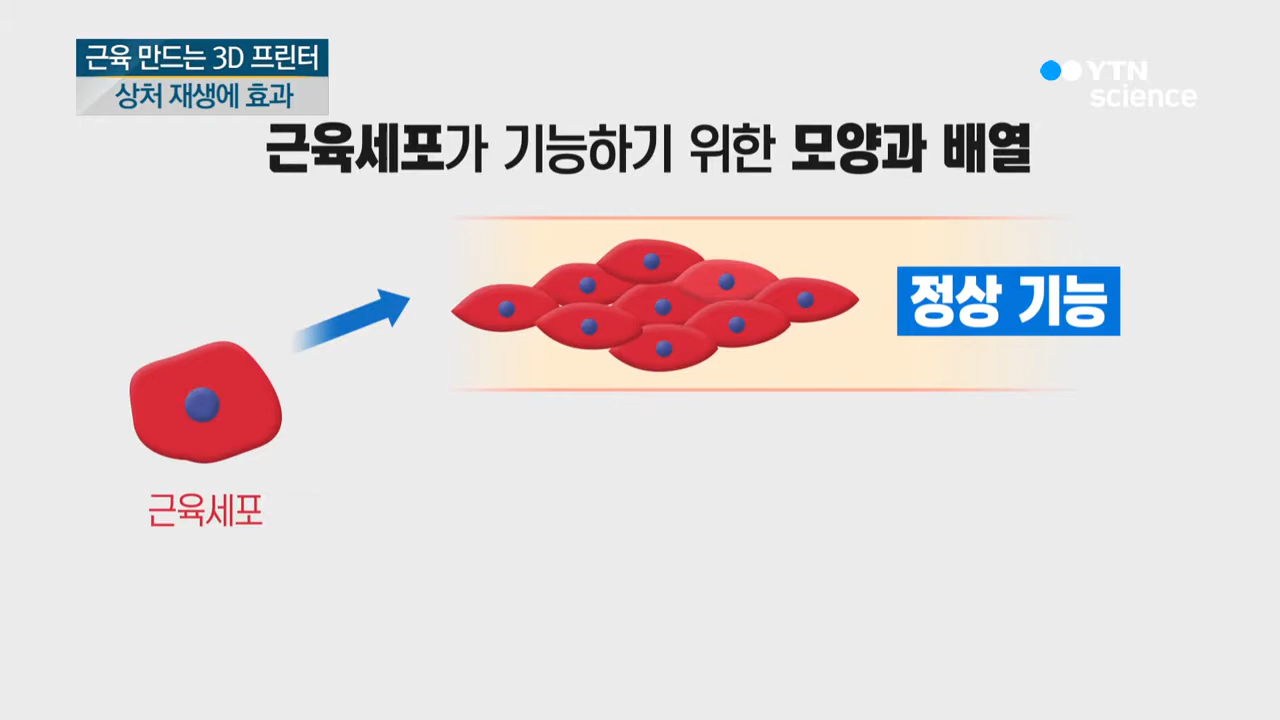 근육 만드는 3D 프린터
상처 재생에 효과
YTN
science
근육세포가 기능하기 위한 모양과 배열
정상 기능
근육세포